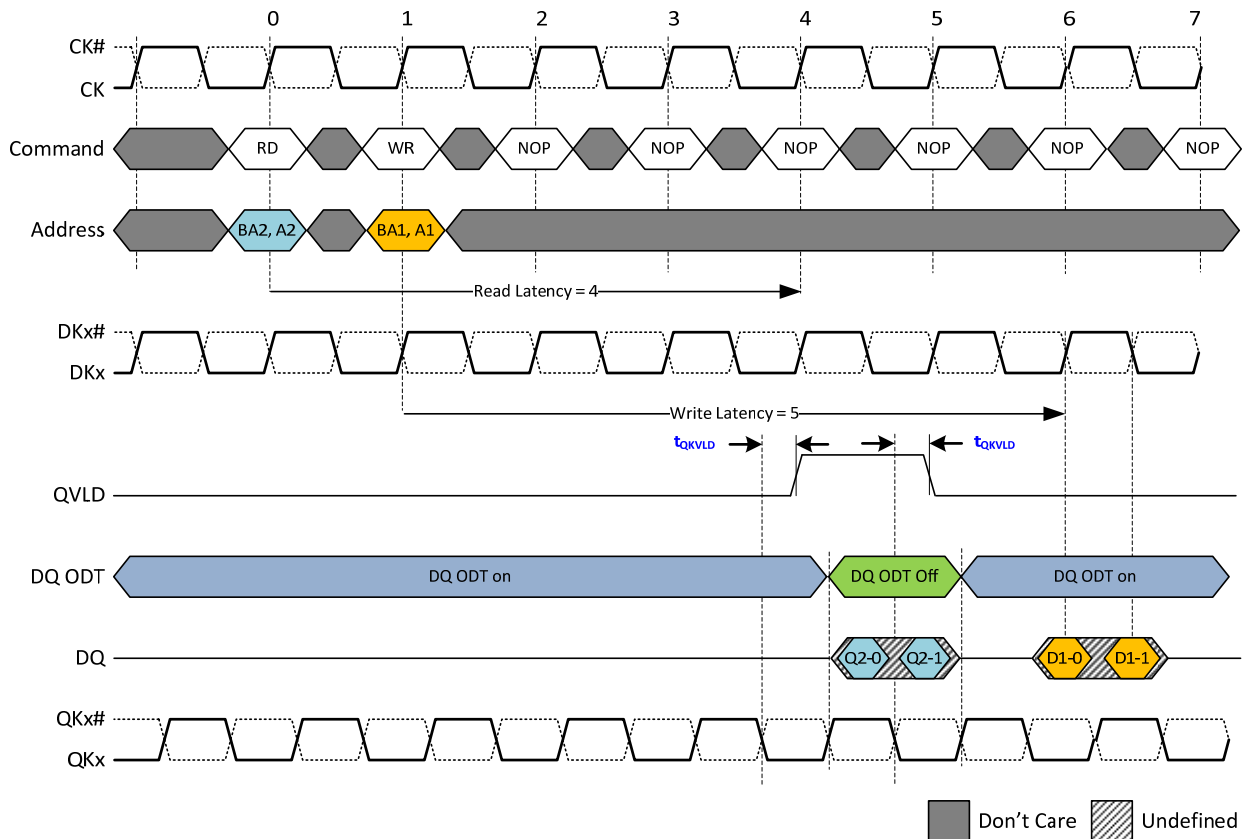 0 1 2 3 4 5 6 7
CK#
CK
Command RD WR NOP NOP NOP NOP NOP NOP
Address BA2, A2 BA1, A1
Read Latency = 4
DKx#
DKx
Write Latency = 5
tQKVLD tQKVLD
QVLD
DQ ODT DQ ODT on DQ ODT Off DQ ODT on
DQ Q2-0 Q2-1 D1-0 D1-1
QKx#
QKx
Don't Care Undefined